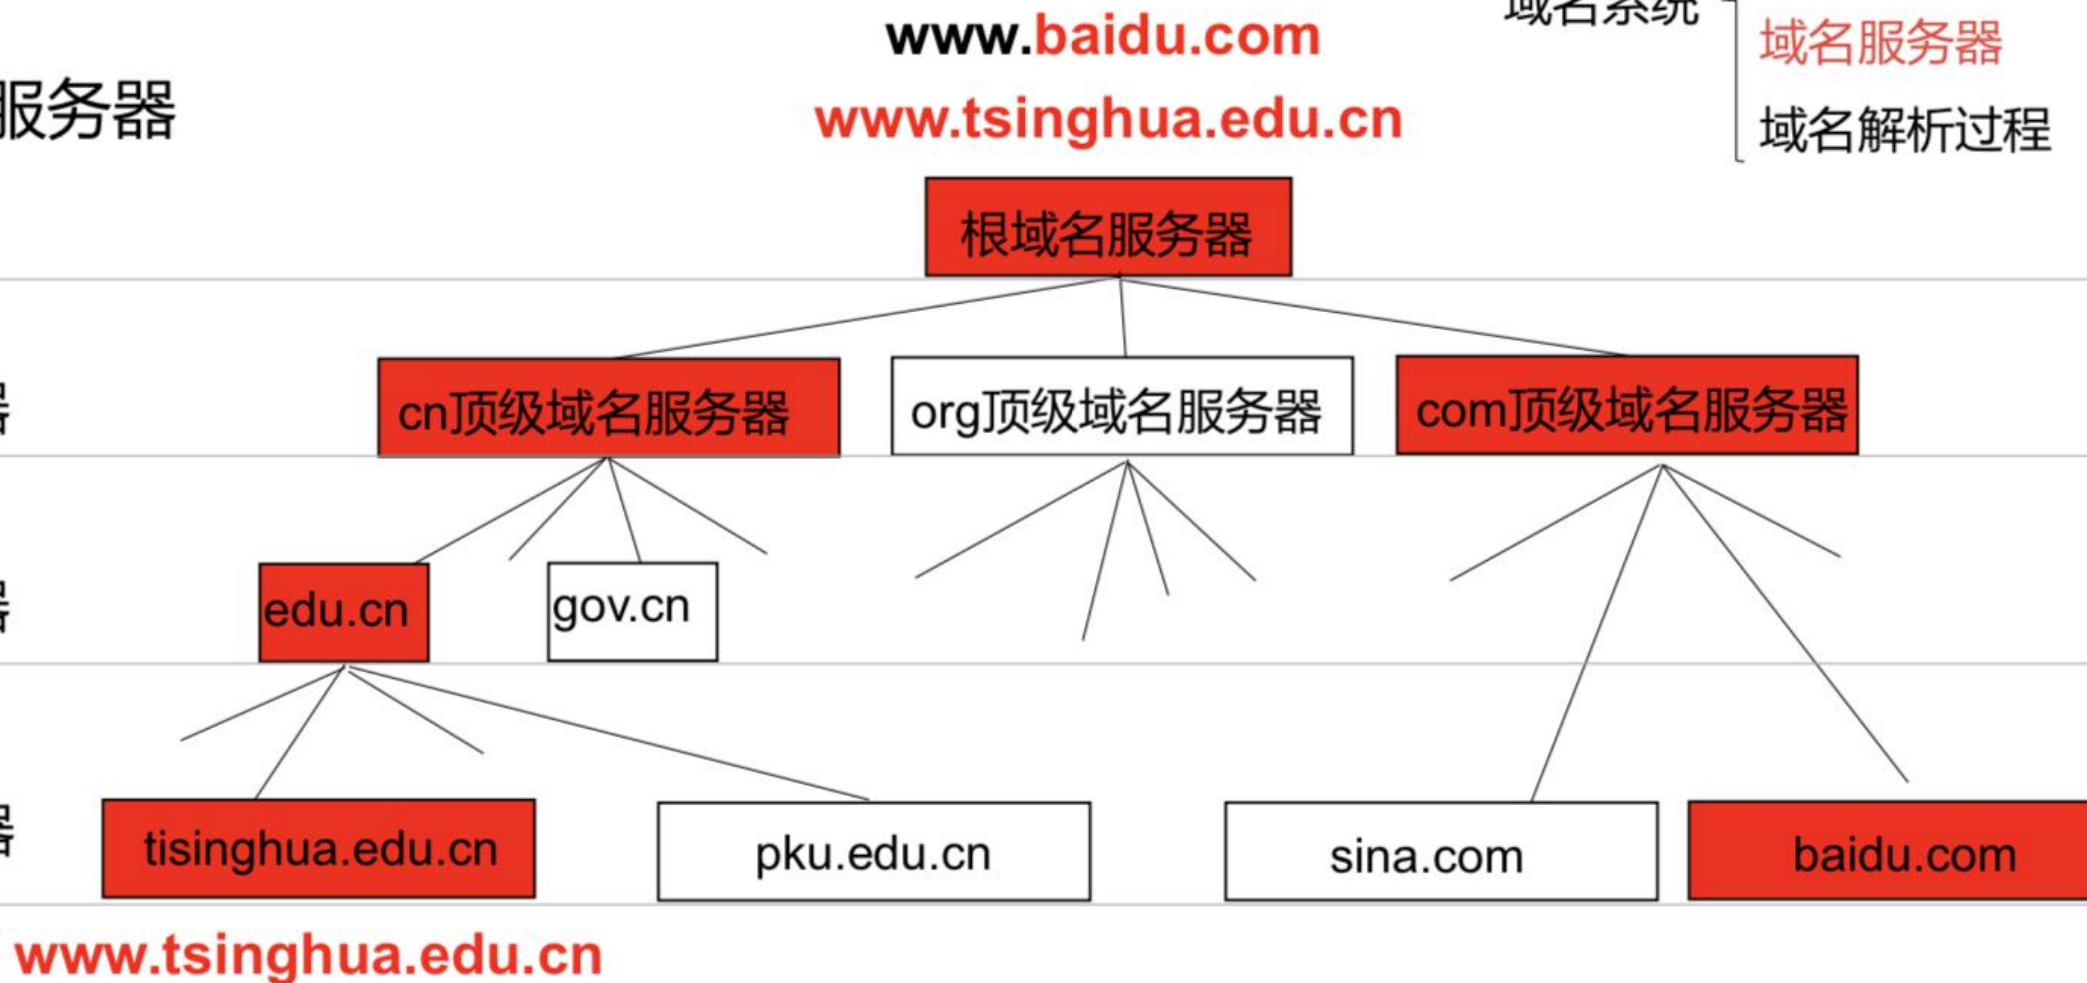 域名系统
www.baidu.com
域名服务器
服务器
www.tsinghua.edu.cn
域名解析过程
根域名服务器
cn顶级域名服务器
org顶级域名服务器
com顶级域名服务器
器
edu.cn
gov.cn
器
tisinghua.edu.cn
pku.edu.cn
sina.com
baidu.com
器
www.tsinghua.edu.cn